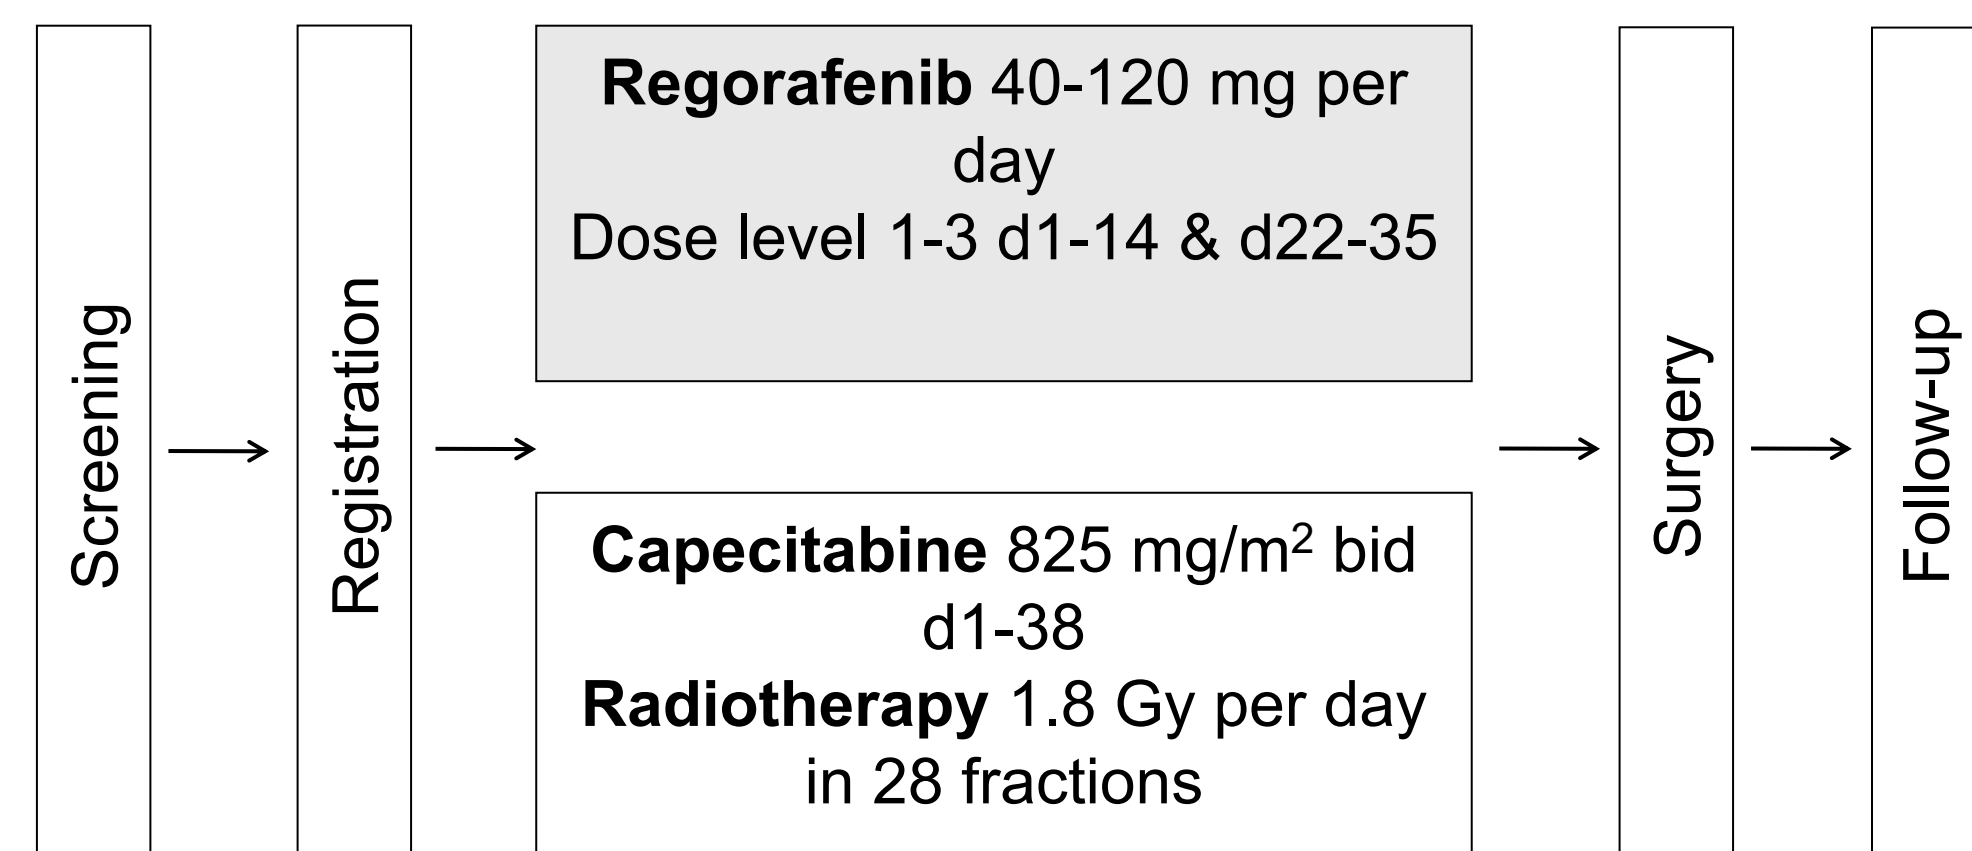 Screening
Registration
Regorafenib 40-120 mg per
day
Dose level 1-3 d1-14 & d22-35
Capecitabine 825 mg/m² bid
d1-38
Radiotherapy 1.8 Gy per day
in 28 fractions
Surgery
Follow-up